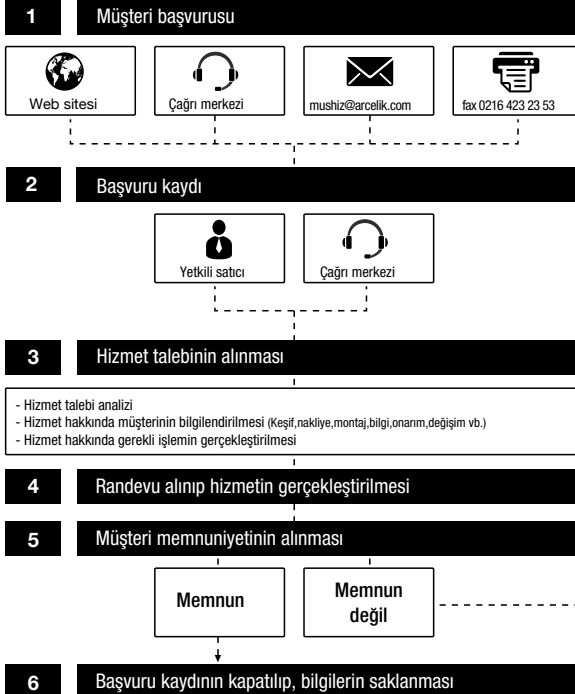 1 Müşteri başvurusu
Web sitesi
Çağrı merkezi
mushiz@arcelik.com
fax 0216 423 23 53
2 Başvuru kaydı
Yetkili satıcı
Çağrı merkezi
3 Hizmet talebinin alınması
- Hizmet talebi analizi
- Hizmet hakkında müşterinin bilgilendirilmesi (Keşif,nakliye,montaj,bilgi,onarım,değişim vb.)
- Hizmet hakkında gerekli işlemin gerçekleştirilmesi
4 Randevu alınıp hizmetin gerçekleştirilmesi
5 Müşteri memnuniyetinin alınması
Memnun
Memnun
değil
6 Başvuru kaydının kapatılıp, bilgilerin saklanması